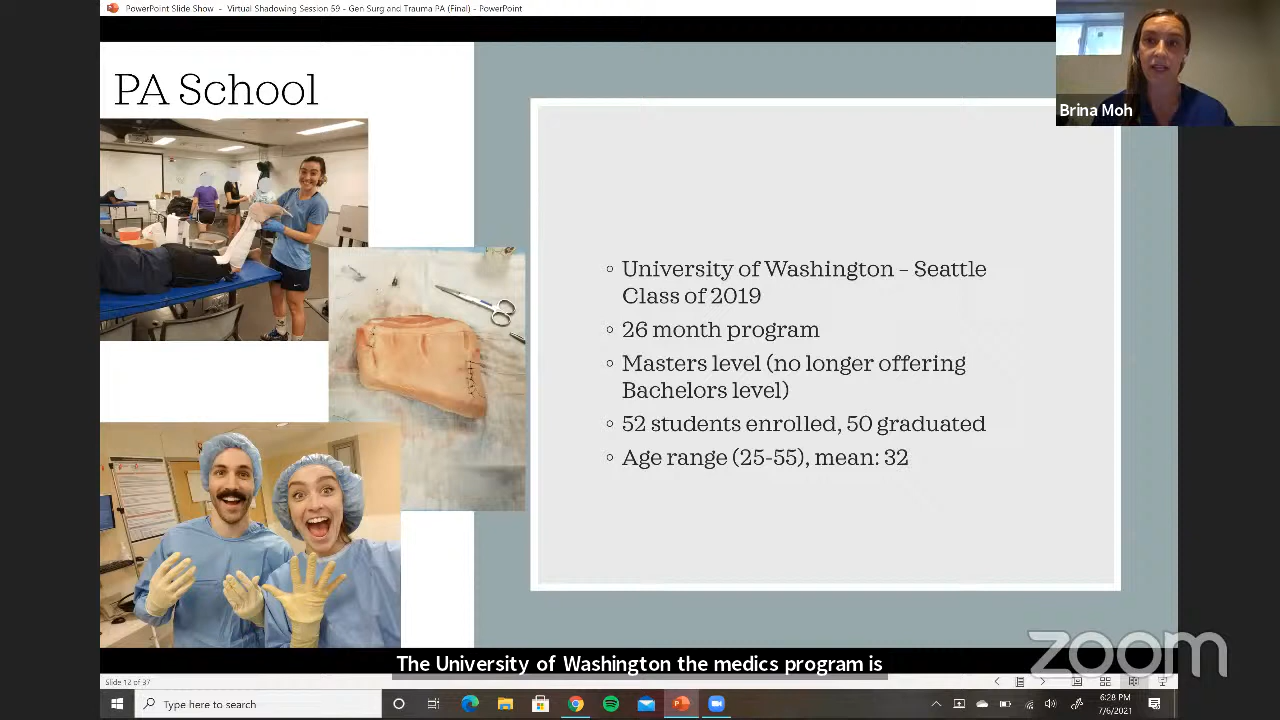 PowerPoint Slide Show - Virtual Shadowing Session 59 - Gen Surg and Trauma PA (Final) - PowerPoint
PA School
Brina Moh
◦ University of Washington – Seattle
Class of 2019
◦ 26 month program
◦ Masters level (no longer offering
Bachelors level)
◦ 52 students enrolled, 50 graduated
◦ Age range (25-55), mean: 32
zoom
The University of Washington the medics program is
Slide 12 of 37
Type here to search
6:28 PM
7/6/2021